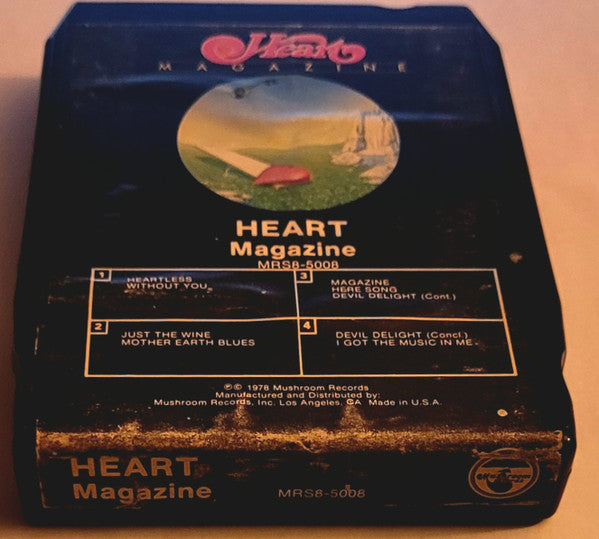 Heart
MAGAZINE
HEART
Magazine
MRS8-5008
1
HEARTLESS
WITHOUT YOU
2
JUST THE WINE
MOTHER EARTH BLUES
3
MAGAZINE
HERE SONG
DEVIL DELIGHT (Cont.)
4
DEVIL DELIGHT (Concl.)
I GOT THE MUSIC IN ME
℗© 1978 Mushroom Records
Manufactured and Distributed by:
Mushroom Records, Inc. Los Angeles, CA. Made in U.S.A.
HEART
Magazine
MRS8-5008
Mushroom